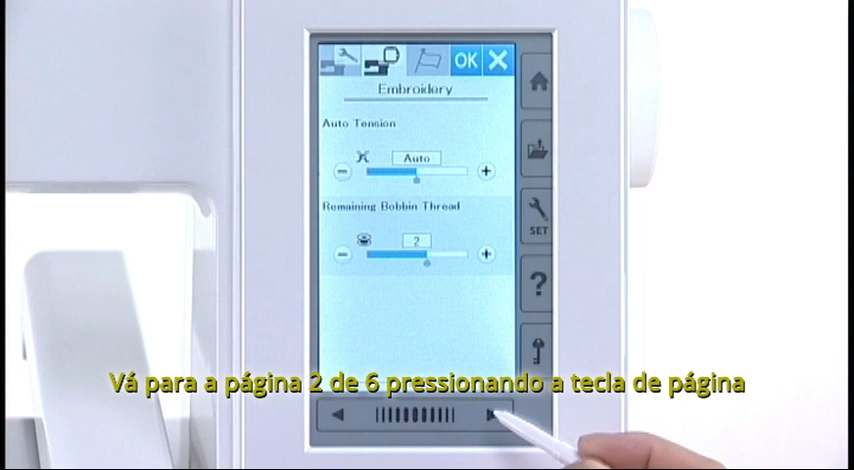 OK
Embroidery
Auto Tension
Auto
Remaining Bobbin Thread
2
SET
?
Vá para a página 2 de 6 pressionando a tecla de página